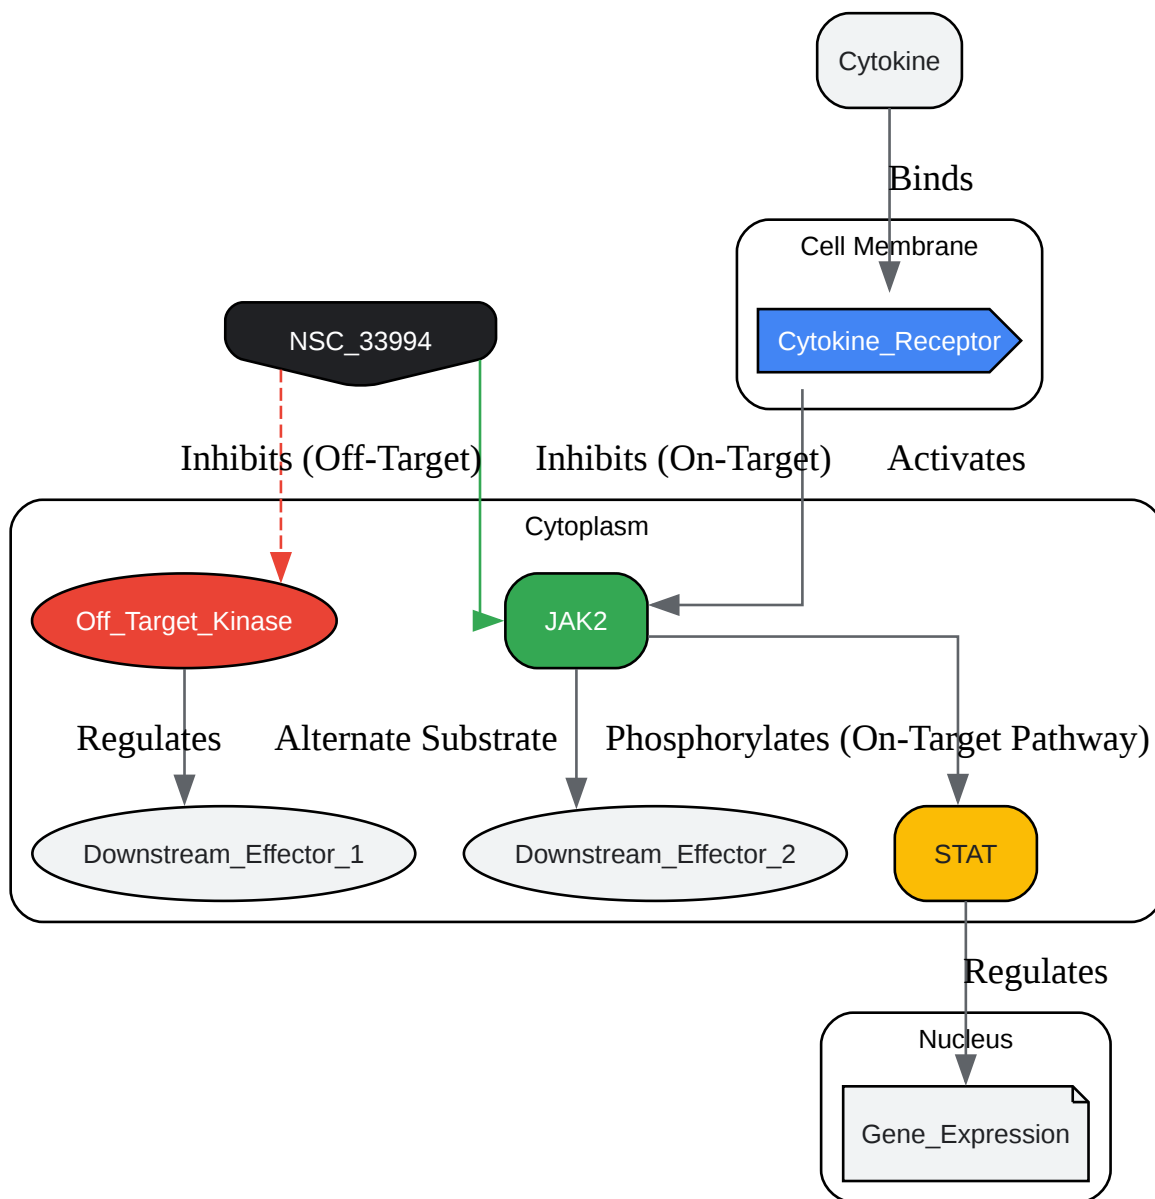 Cytokine
Binds
Cell Membrane
NSC_33994
Cytokine_Receptor
Inhibits (Off-Target)
Inhibits (On-Target)
Activates
Cytoplasm
Off_Target_Kinase
JAK2
Regulates
Alternate Substrate
Phosphorylates (On-Target Pathway)
Downstream_Effector_1
Downstream_Effector_2
STAT
Regulates
Nucleus
Gene_Expression